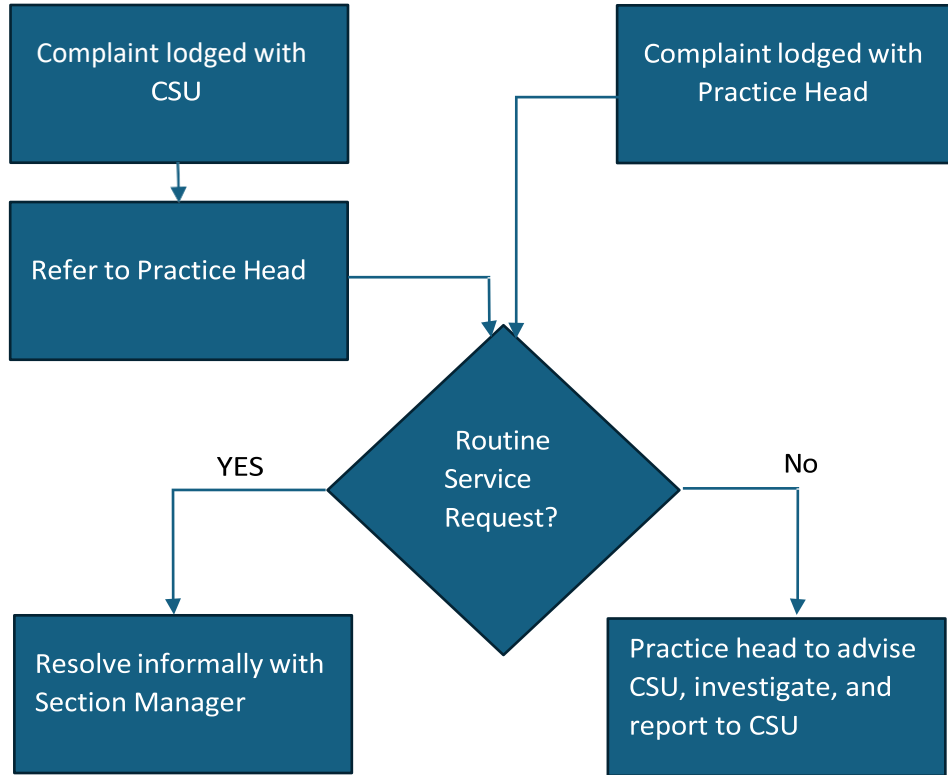 Complaint lodged with
CSU
Complaint lodged with
Practice Head
Refer to Practice Head
Routine
Service
Request?
YES
No
Resolve informally with
Section Manager
Practice head to advise
CSU, investigate, and
report to CSU